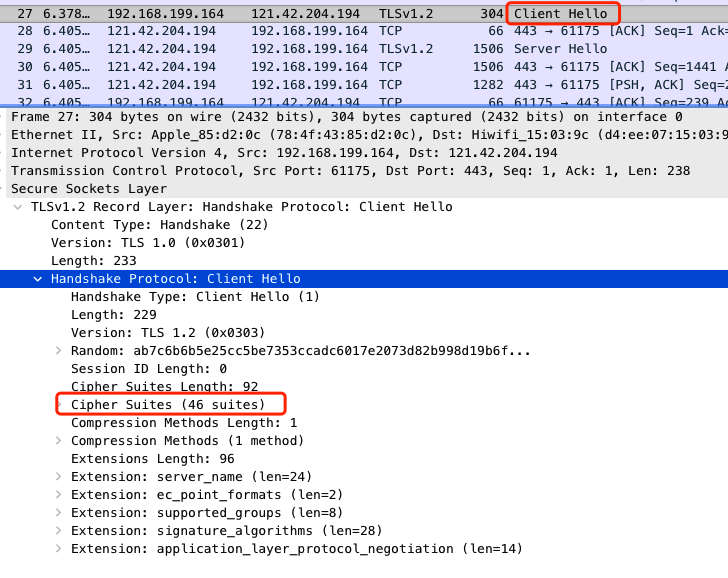 27 6.378… 192.168.199.164 121.42.204.194 TLSv1.2 304 Client Hello
28 6.405… 121.42.204.194 192.168.199.164 TCP 66 443 → 61175 [ACK] Seq=1 Ack=
29 6.405… 121.42.204.194 192.168.199.164 TLSv1.2 1506 Server Hello
30 6.405… 121.42.204.194 192.168.199.164 TCP 1506 443 → 61175 [ACK] Seq=1441 A
31 6.405… 121.42.204.194 192.168.199.164 TCP 1282 443 → 61175 [PSH, ACK] Seq=2
32 6.405… 192.168.199.164 121.42.204.194 TCP 66 61175 → 443 [ACK] Seq=239 A
Frame 27: 304 bytes on wire (2432 bits), 304 bytes captured (2432 bits) on interface 0
Ethernet II, Src: Apple_85:d2:0c (78:4f:43:85:d2:0c), Dst: Hiwifi_15:03:9c (d4:ee:07:15:03:9
Internet Protocol Version 4, Src: 192.168.199.164, Dst: 121.42.204.194
Transmission Control Protocol, Src Port: 61175, Dst Port: 443, Seq: 1, Ack: 1, Len: 238
Secure Sockets Layer
TLSv1.2 Record Layer: Handshake Protocol: Client Hello
Content Type: Handshake (22)
Version: TLS 1.0 (0x0301)
Length: 233
Handshake Protocol: Client Hello
Handshake Type: Client Hello (1)
Length: 229
Version: TLS 1.2 (0x0303)
Random: ab7c6b6b5e25cc5be7353ccadc6017e2073d82b998d19b6f...
Session ID Length: 0
Cipher Suites Length: 92
Cipher Suites (46 suites)
Compression Methods Length: 1
Compression Methods (1 method)
Extensions Length: 96
Extension: server_name (len=24)
Extension: ec_point_formats (len=2)
Extension: supported_groups (len=8)
Extension: signature_algorithms (len=28)
Extension: application_layer_protocol_negotiation (len=14)